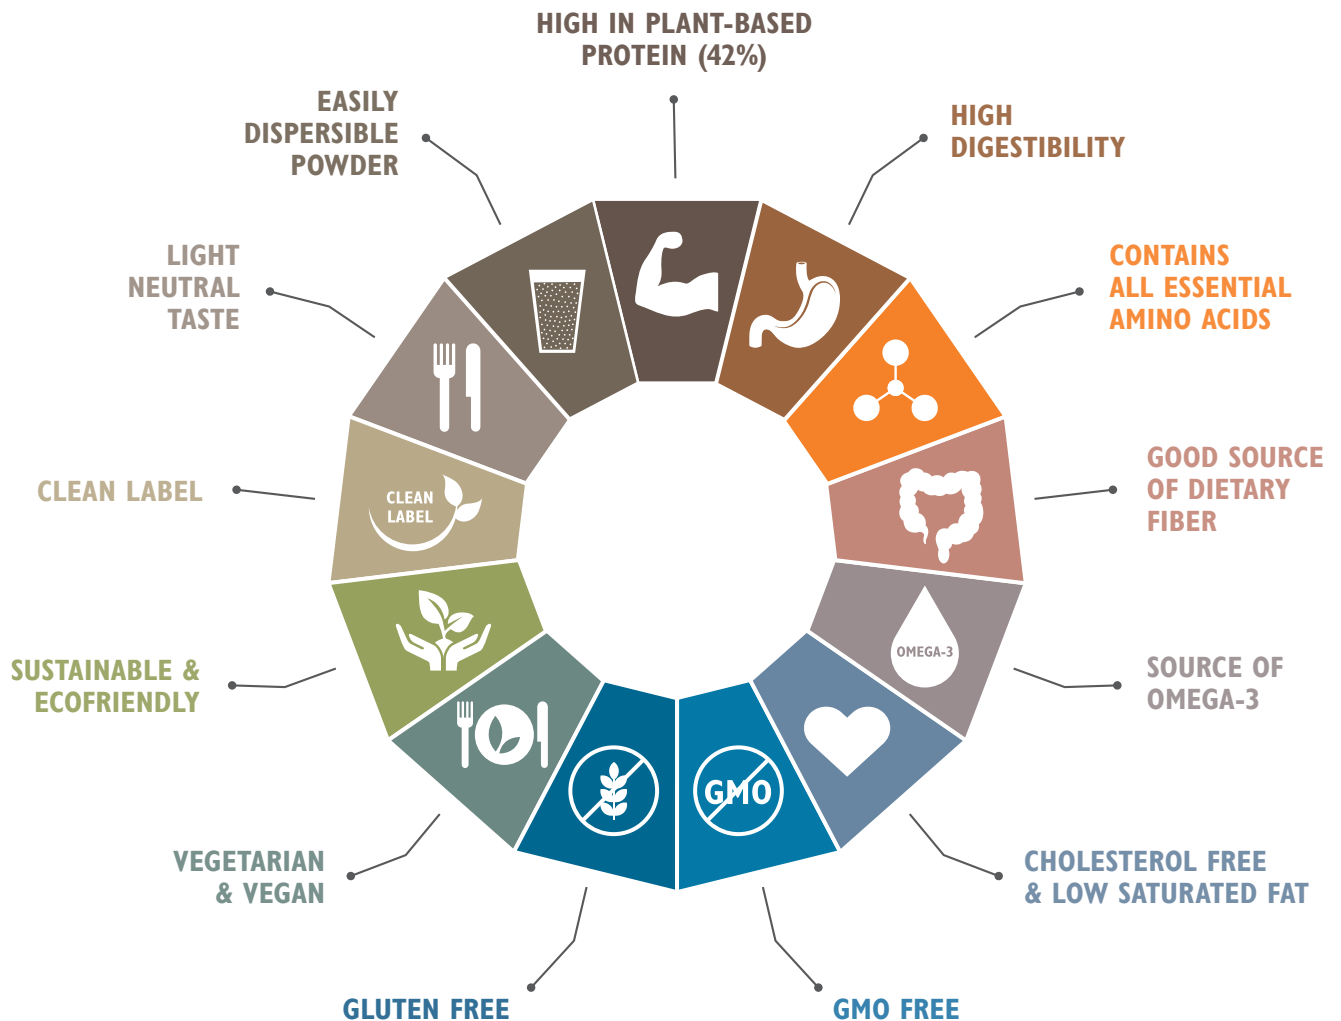 HIGH IN PLANT-BASED
PROTEIN (42%)
HIGH
DIGESTIBILITY
CONTAINS
ALL ESSENTIAL
AMINO ACIDS
GOOD SOURCE
OF DIETARY
FIBER
OMEGA-3
SOURCE OF
OMEGA-3
CHOLESTEROL FREE
& LOW SATURATED FAT
GMO
GMO FREE
GLUTEN FREE
VEGETARIAN
& VEGAN
SUSTAINABLE &
ECOFRIENDLY
CLEAN LABEL
CLEAN
LABEL
LIGHT
NEUTRAL
TASTE
EASILY
DISPERSIBLE
POWDER